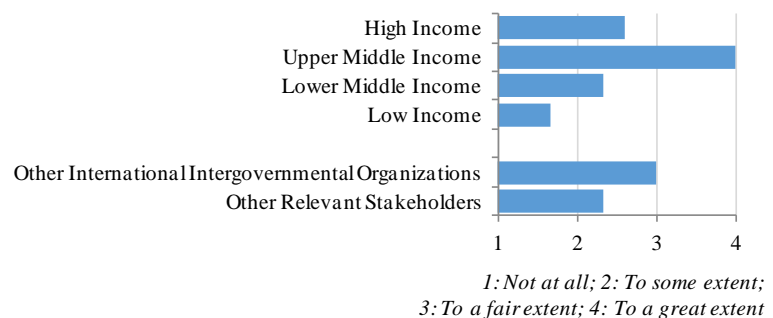 High Income
Upper Middle Income
Lower Middle Income
Low Income
Other International Intergovernmental Organizations
Other Relevant Stakeholders
1 2 3 4
1: Not at all; 2: To some extent;
3: To a fair extent; 4: To a great extent